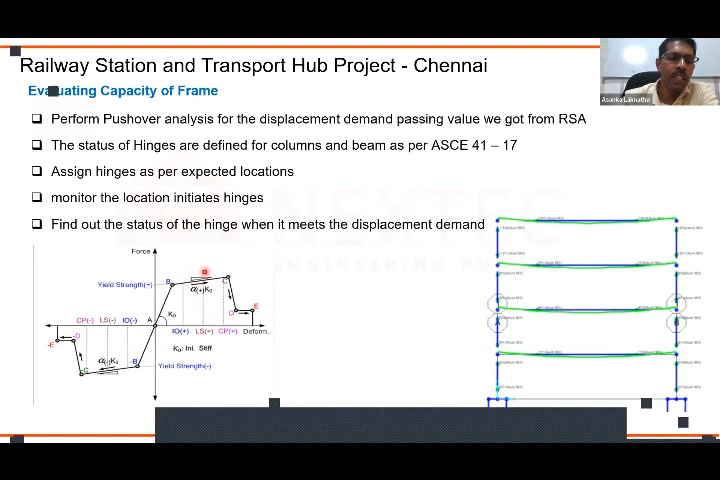 Asanka Laknatha
Railway Station and Transport Hub Project - Chennai
Evaluating Capacity of Frame
Perform Pushover analysis for the displacement demand passing value we got from RSA
The status of Hinges are defined for columns and beam as per ASCE 41 – 17
Assign hinges as per expected locations
monitor the location initiates hinges
Find out the status of the hinge when it meets the displacement demand
NEXTEC
ENGINEERING
Force
Yield Strength(+)
B
α(+)K₀
C
D
E
CP(-) LS(-) IO(-) A
K₀
IO(+) LS(+) CP(+) Deform.
-E
-D
-C
α(-)K₀
-B
K₀: Ini. Stiff.
Yield Strength(-)
A
B